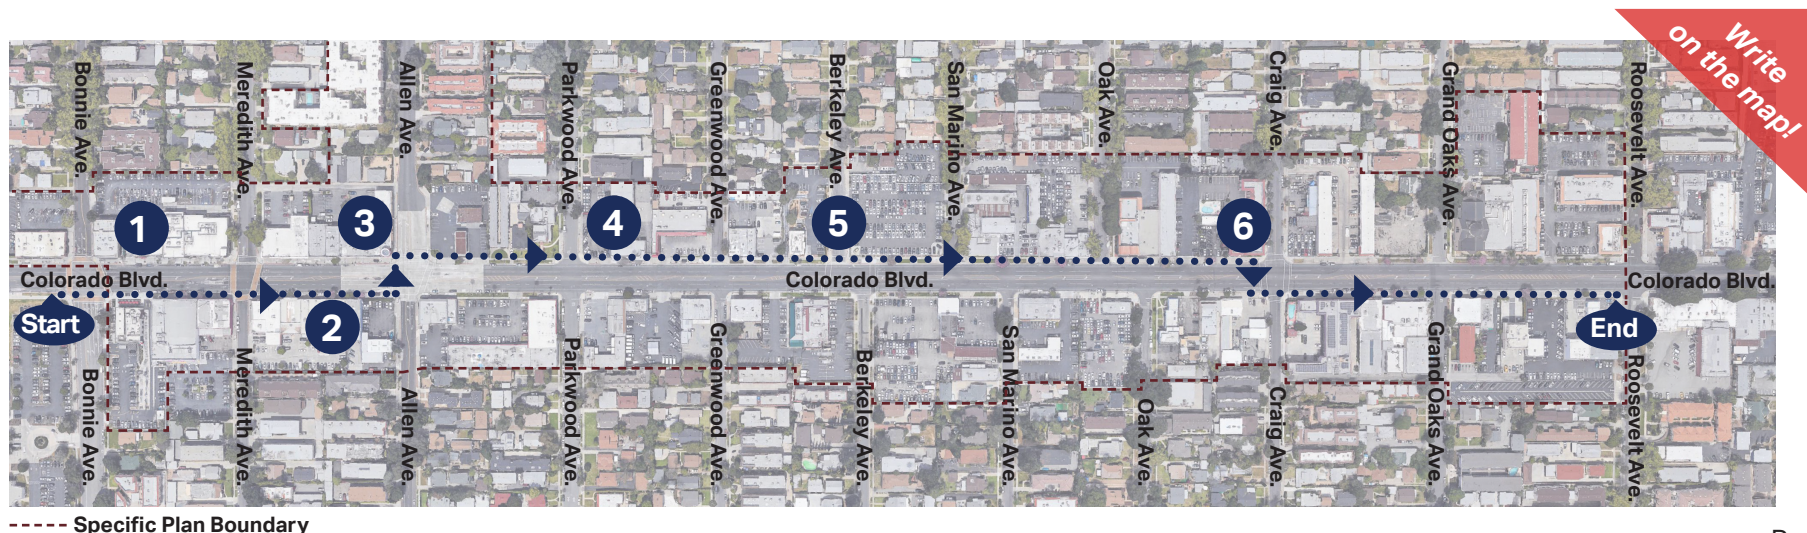 Write
on the map!
Bonnie Ave.
Meredith Ave.
Allen Ave.
Parkwood Ave.
Greenwood Ave.
Berkeley Ave.
San Marino Ave.
Oak Ave.
Craig Ave.
Grand Oaks Ave.
Roosevelt Ave.
1
3
4
5
6
Colorado Blvd.
Colorado Blvd.
Colorado Blvd.
Start
2
End
Bonnie Ave.
Meredith Ave.
Allen Ave.
Parkwood Ave.
Greenwood Ave.
Berkeley Ave.
San Marino Ave.
Oak Ave.
Craig Ave.
Grand Oaks Ave.
Roosevelt Ave.
Specific Plan Boundary